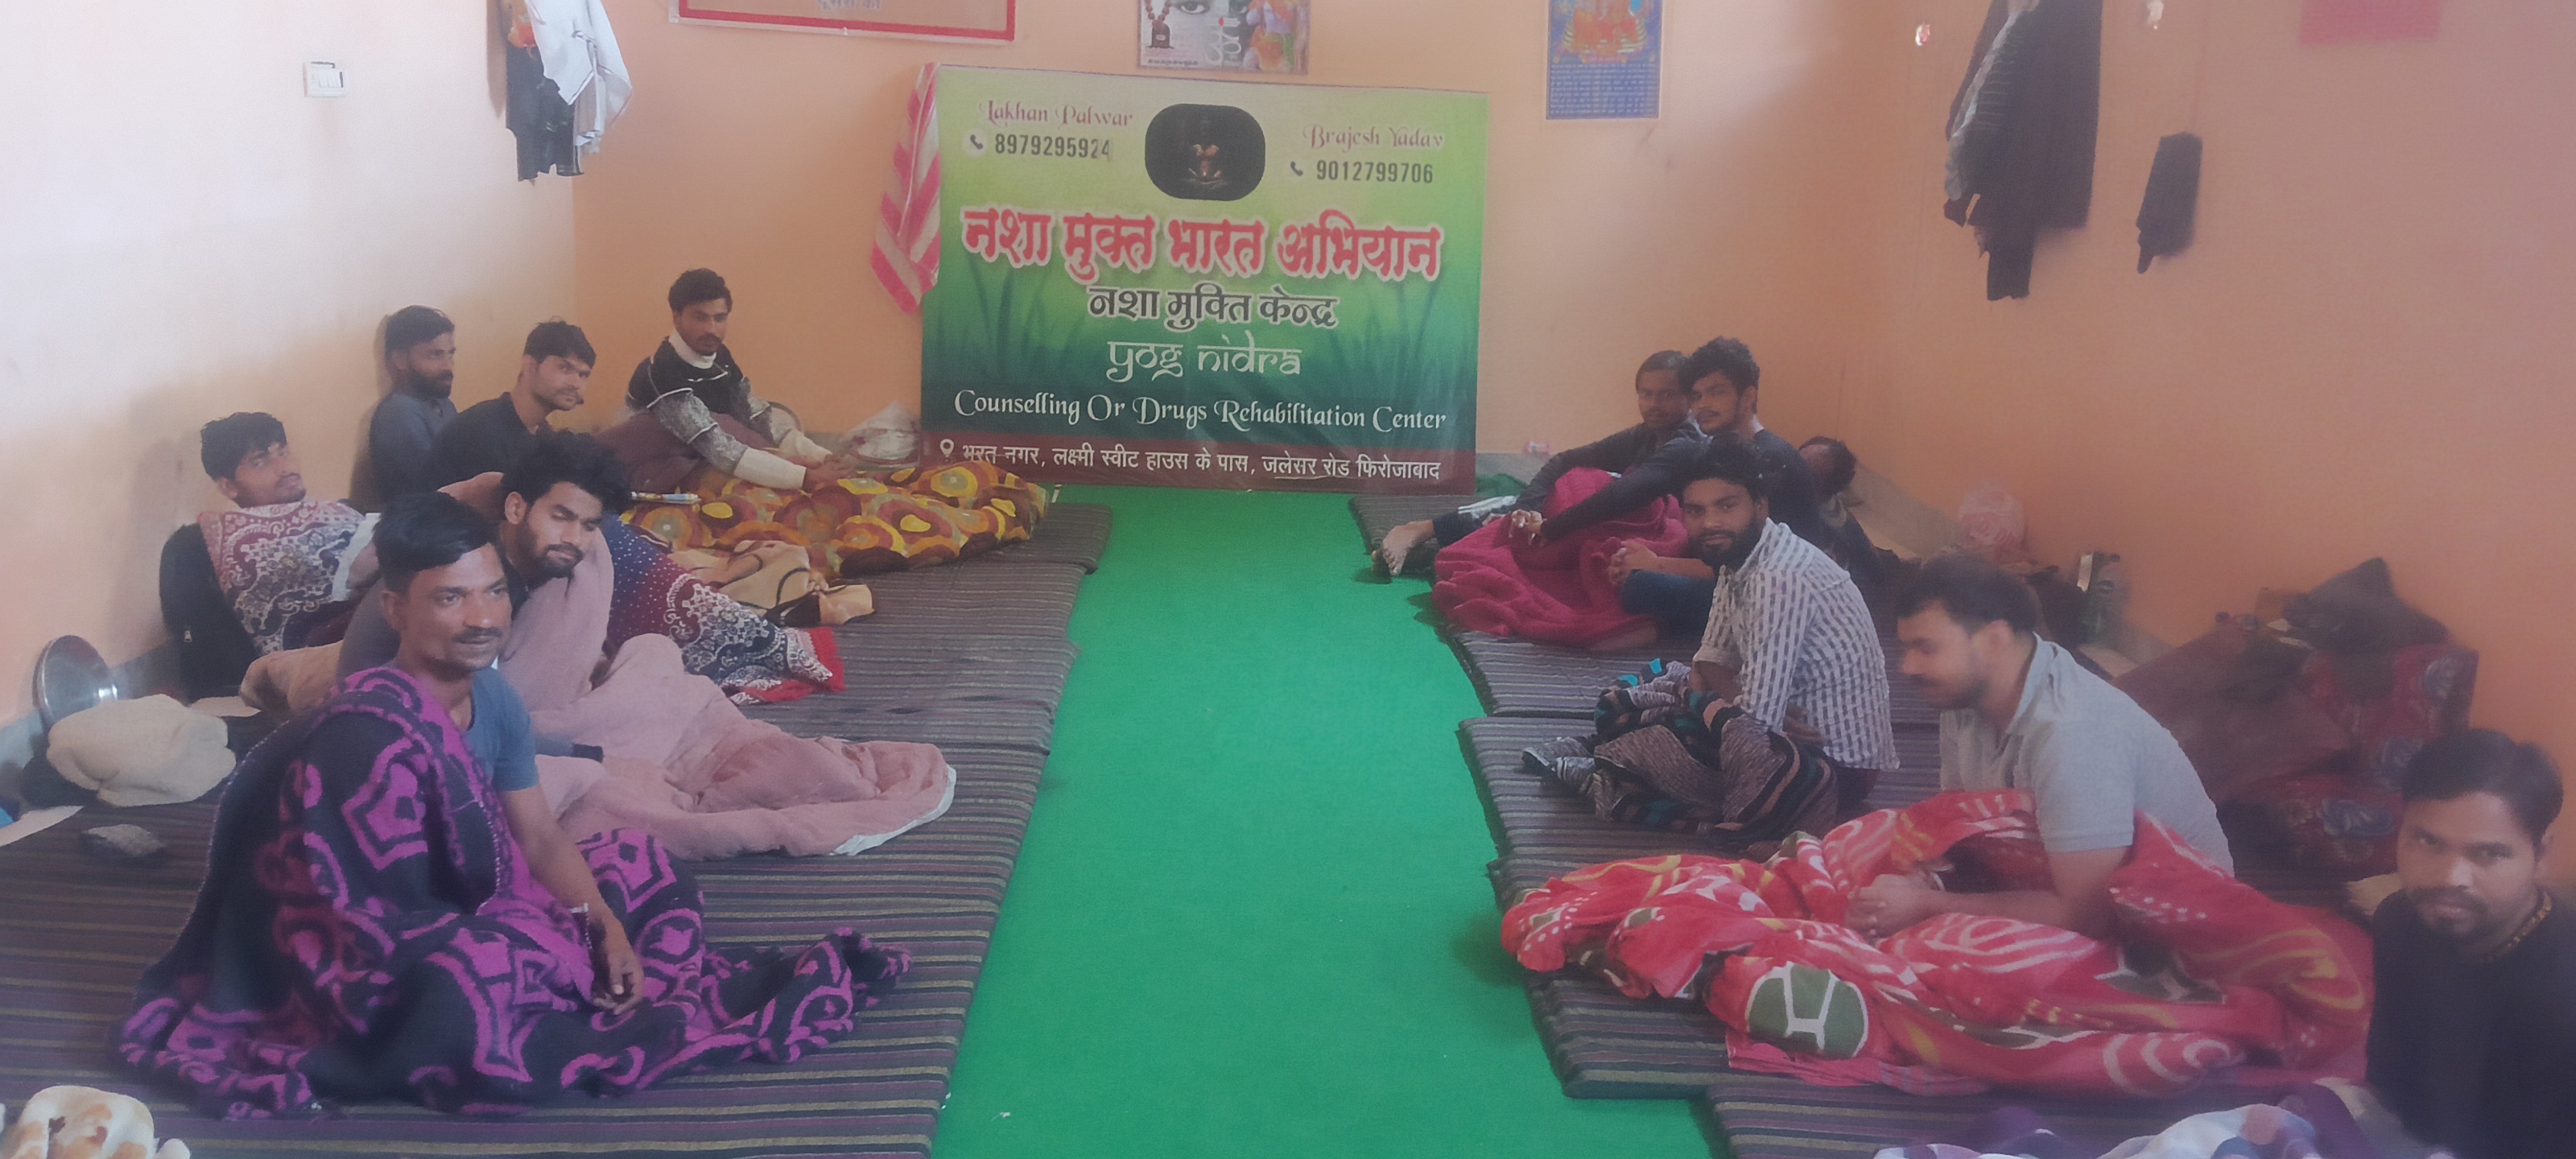 दूसरों का
Lakhan Palwar
8979295924
Brajesh Yadav
9012799706
नशा मुक्त भारत अभियान
नशा मुक्ति केन्द्र
yog nidra
Counselling Or Drugs Rehabilitation Center
भरत नगर, लक्ष्मी स्वीट हाउस के पास, जलेसर रोड फिरोजाबाद